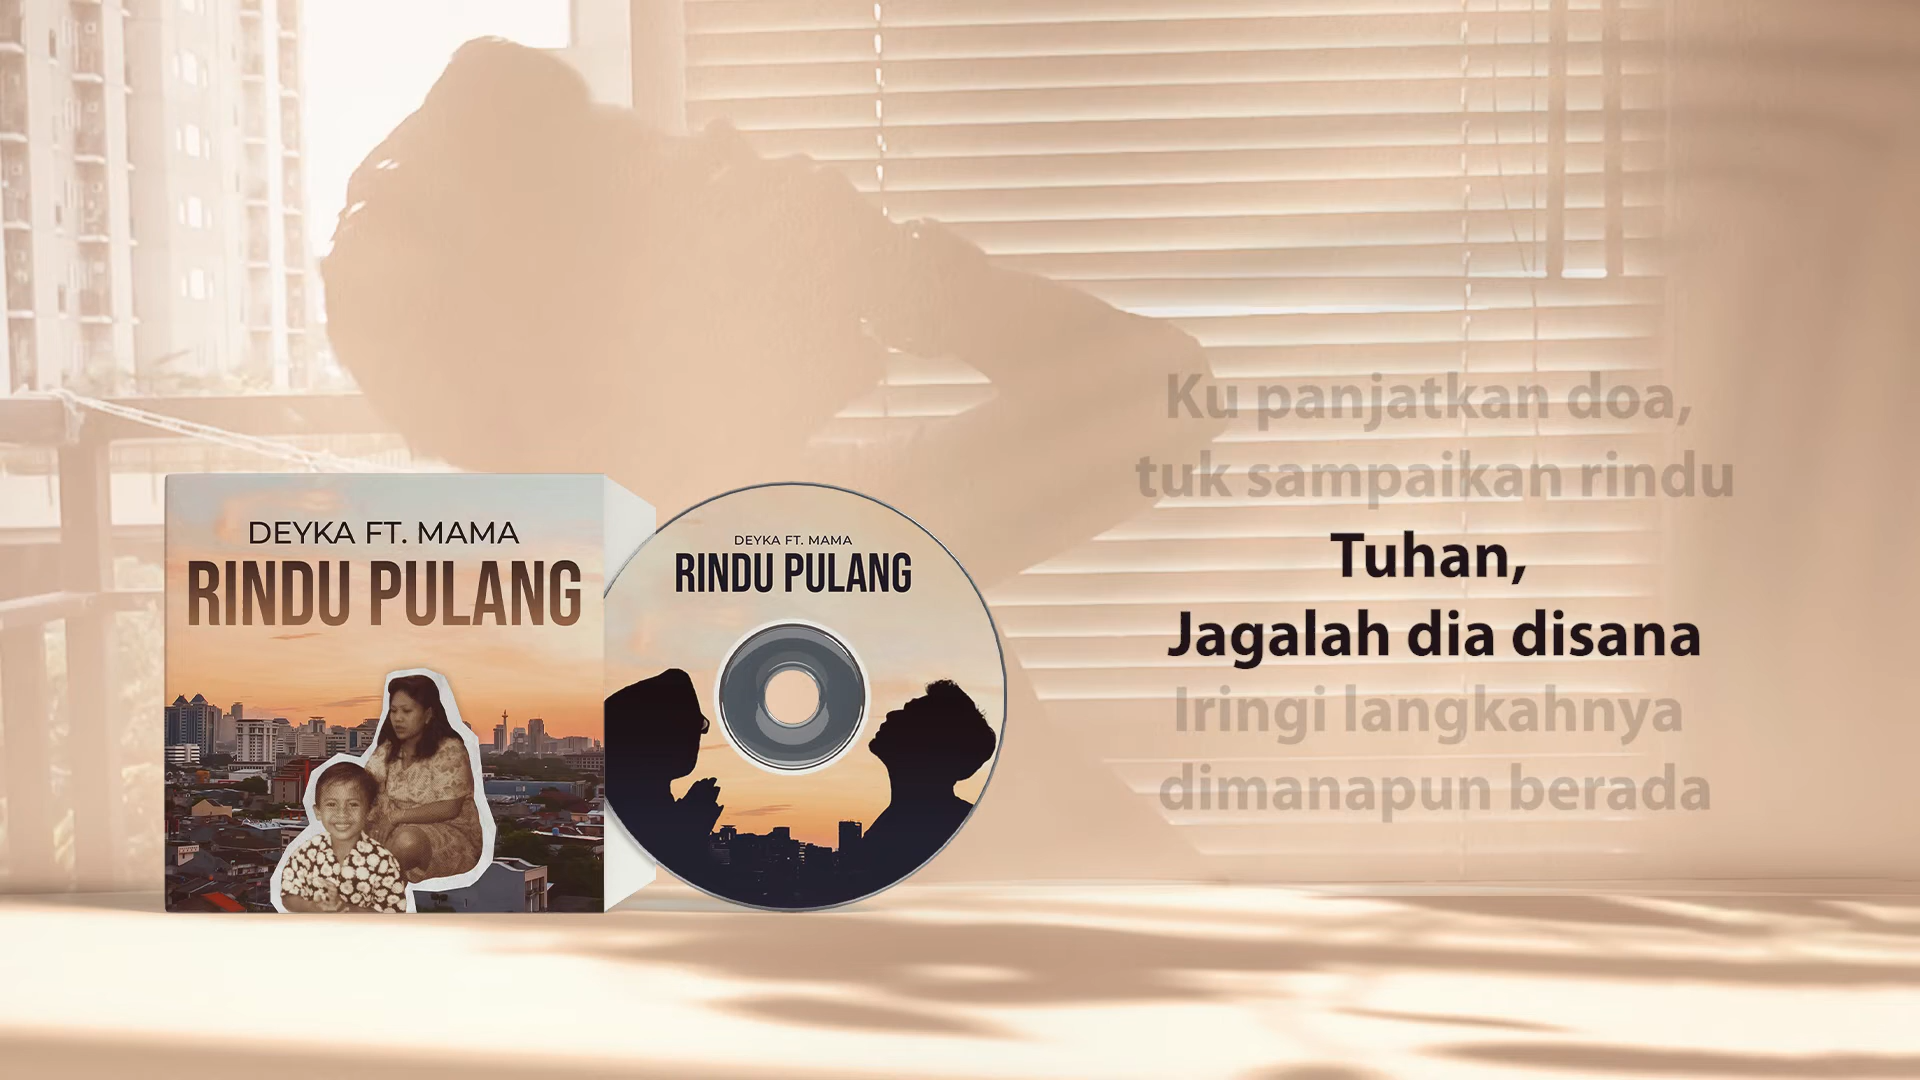 DEYKA FT. MAMA
RINDU PULANG
DEYKA FT. MAMA
RINDU PULANG
Ku panjatkan doa,
tuk sampaikan rindu
Tuhan,
Jagalah dia disana
Iringi langkahnya
dimanapun berada